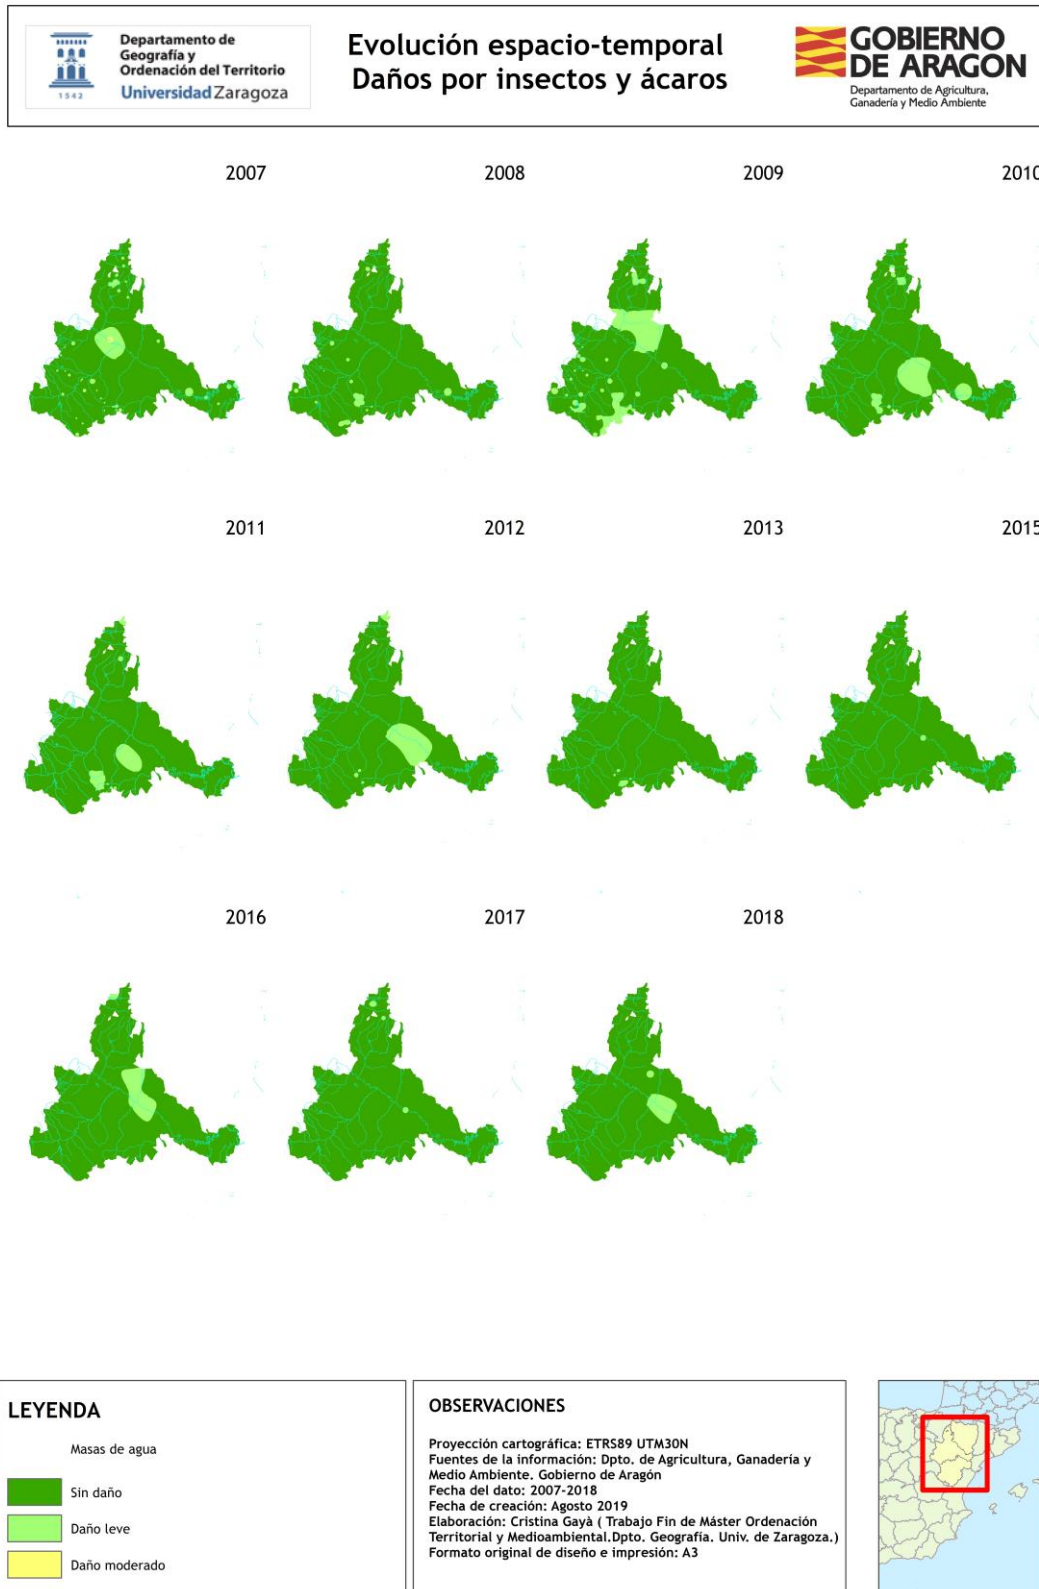 Departamento de
Geografía y
Ordenación del Territorio
Universidad Zaragoza
1542
Evolución espacio-temporal
Daños por insectos y ácaros
GOBIERNO
DE ARAGON
Departamento de Agricultura,
Ganadería y Medio Ambiente
2007
2008
2009
2010
2011
2012
2013
2015
2016
2017
2018
LEYENDA
Masas de agua
Sin daño
Daño leve
Daño moderado
OBSERVACIONES
Proyección cartográfica: ETRS89 UTM30N
Fuentes de la información: Dpto. de Agricultura, Ganadería y
Medio Ambiente. Gobierno de Aragón
Fecha del dato: 2007-2018
Fecha de creación: Agosto 2019
Elaboración: Cristina Gayà ( Trabajo Fin de Máster Ordenación
Territorial y Medioambiental.Dpto. Geografía. Univ. de Zaragoza.)
Formato original de diseño e impresión: A3